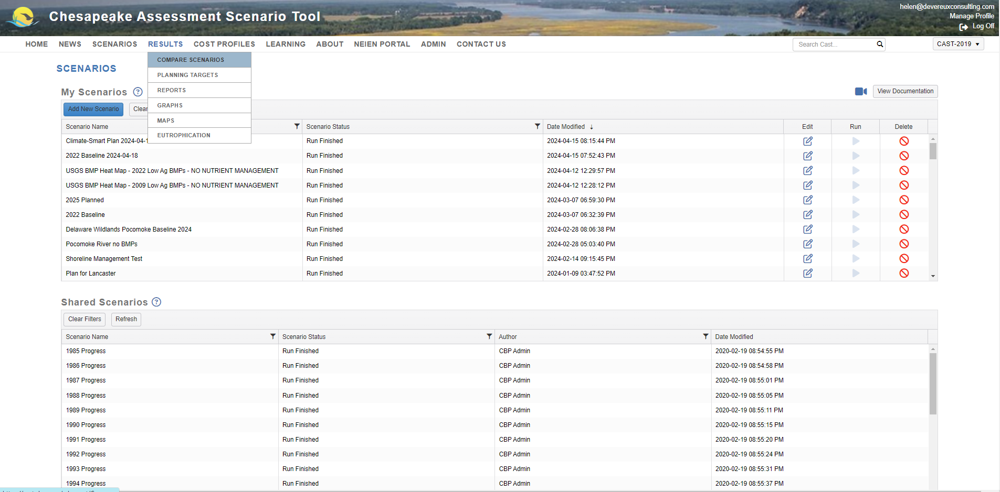 helen@devereuxconsulting.com
Chesapeake Assessment Scenario Tool
Manage Profile
Log Off
HOME NEWS SCENARIOS RESULTS COST PROFILES LEARNING ABOUT NEIEN PORTAL ADMIN CONTACT US Search Cast... CAST-2019
COMPARE SCENARIOS
PLANNING TARGETS
REPORTS
GRAPHS
MAPS
EUTROPHICATION
SCENARIOS
My Scenarios ? View Documentation
Add New Scenario Clear
Scenario Name Scenario Status Date Modified ↓ Edit Run Delete
Climate-Smart Plan 2024-04- Run Finished 2024-04-15 08:15:44 PM
2022 Baseline 2024-04-18 Run Finished 2024-04-15 07:52:43 PM
USGS BMP Heat Map - 2022 Low Ag BMPs - NO NUTRIENT MANAGEMENT Run Finished 2024-04-12 12:29:57 PM
USGS BMP Heat Map - 2009 Low Ag BMPs - NO NUTRIENT MANAGEMENT Run Finished 2024-04-12 12:28:12 PM
2025 Planned Run Finished 2024-03-07 06:59:30 PM
2022 Baseline Run Finished 2024-03-07 06:32:39 PM
Delaware Wildlands Pocomoke Baseline 2024 Run Finished 2024-02-28 08:06:38 PM
Pocomoke River no BMPs Run Finished 2024-02-28 05:03:40 PM
Shoreline Management Test Run Finished 2024-02-14 09:15:45 PM
Plan for Lancaster Run Finished 2024-01-09 03:47:52 PM
Shared Scenarios ?
Clear Filters Refresh
Scenario Name Scenario Status Author Date Modified
1985 Progress Run Finished CBP Admin 2020-02-19 08:54:55 PM
1986 Progress Run Finished CBP Admin 2020-02-19 08:54:58 PM
1987 Progress Run Finished CBP Admin 2020-02-19 08:55:01 PM
1988 Progress Run Finished CBP Admin 2020-02-19 08:55:05 PM
1989 Progress Run Finished CBP Admin 2020-02-19 08:55:11 PM
1990 Progress Run Finished CBP Admin 2020-02-19 08:55:15 PM
1991 Progress Run Finished CBP Admin 2020-02-19 08:55:20 PM
1992 Progress Run Finished CBP Admin 2020-02-19 08:55:24 PM
1993 Progress Run Finished CBP Admin 2020-02-19 08:55:31 PM
1994 Progress Run Finished CBP Admin 2020-02-19 08:55:37 PM